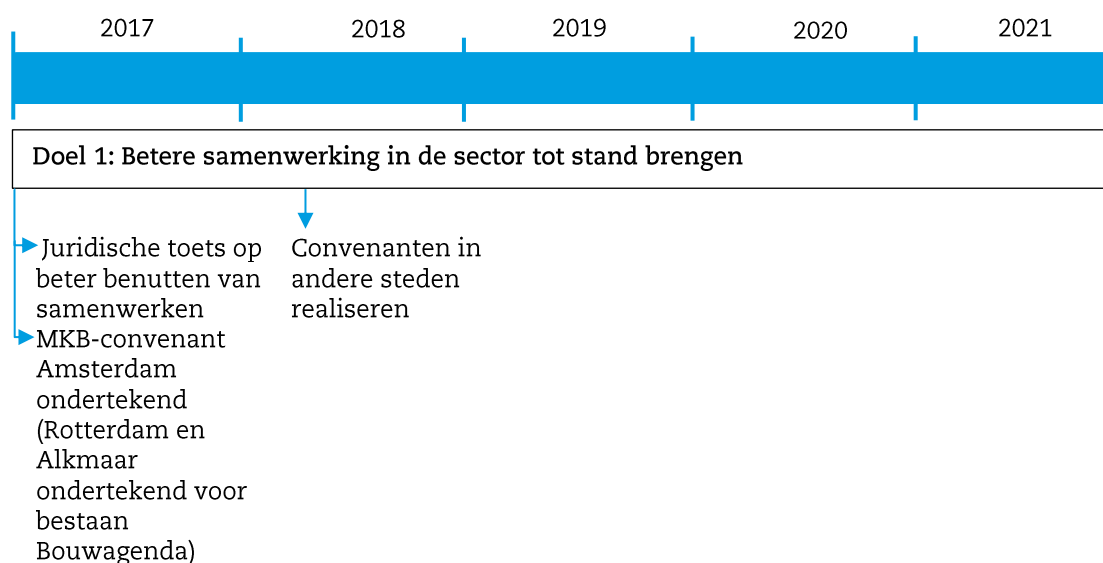 2017 2018 2019 2020 2021
Doel 1: Betere samenwerking in de sector tot stand brengen
Juridische toets op
beter benutten van
samenwerken
MKB-convenant
Amsterdam
ondertekend
(Rotterdam en
Alkmaar
ondertekend voor
bestaan
Bouwagenda)
Convenanten in
andere steden
realiseren